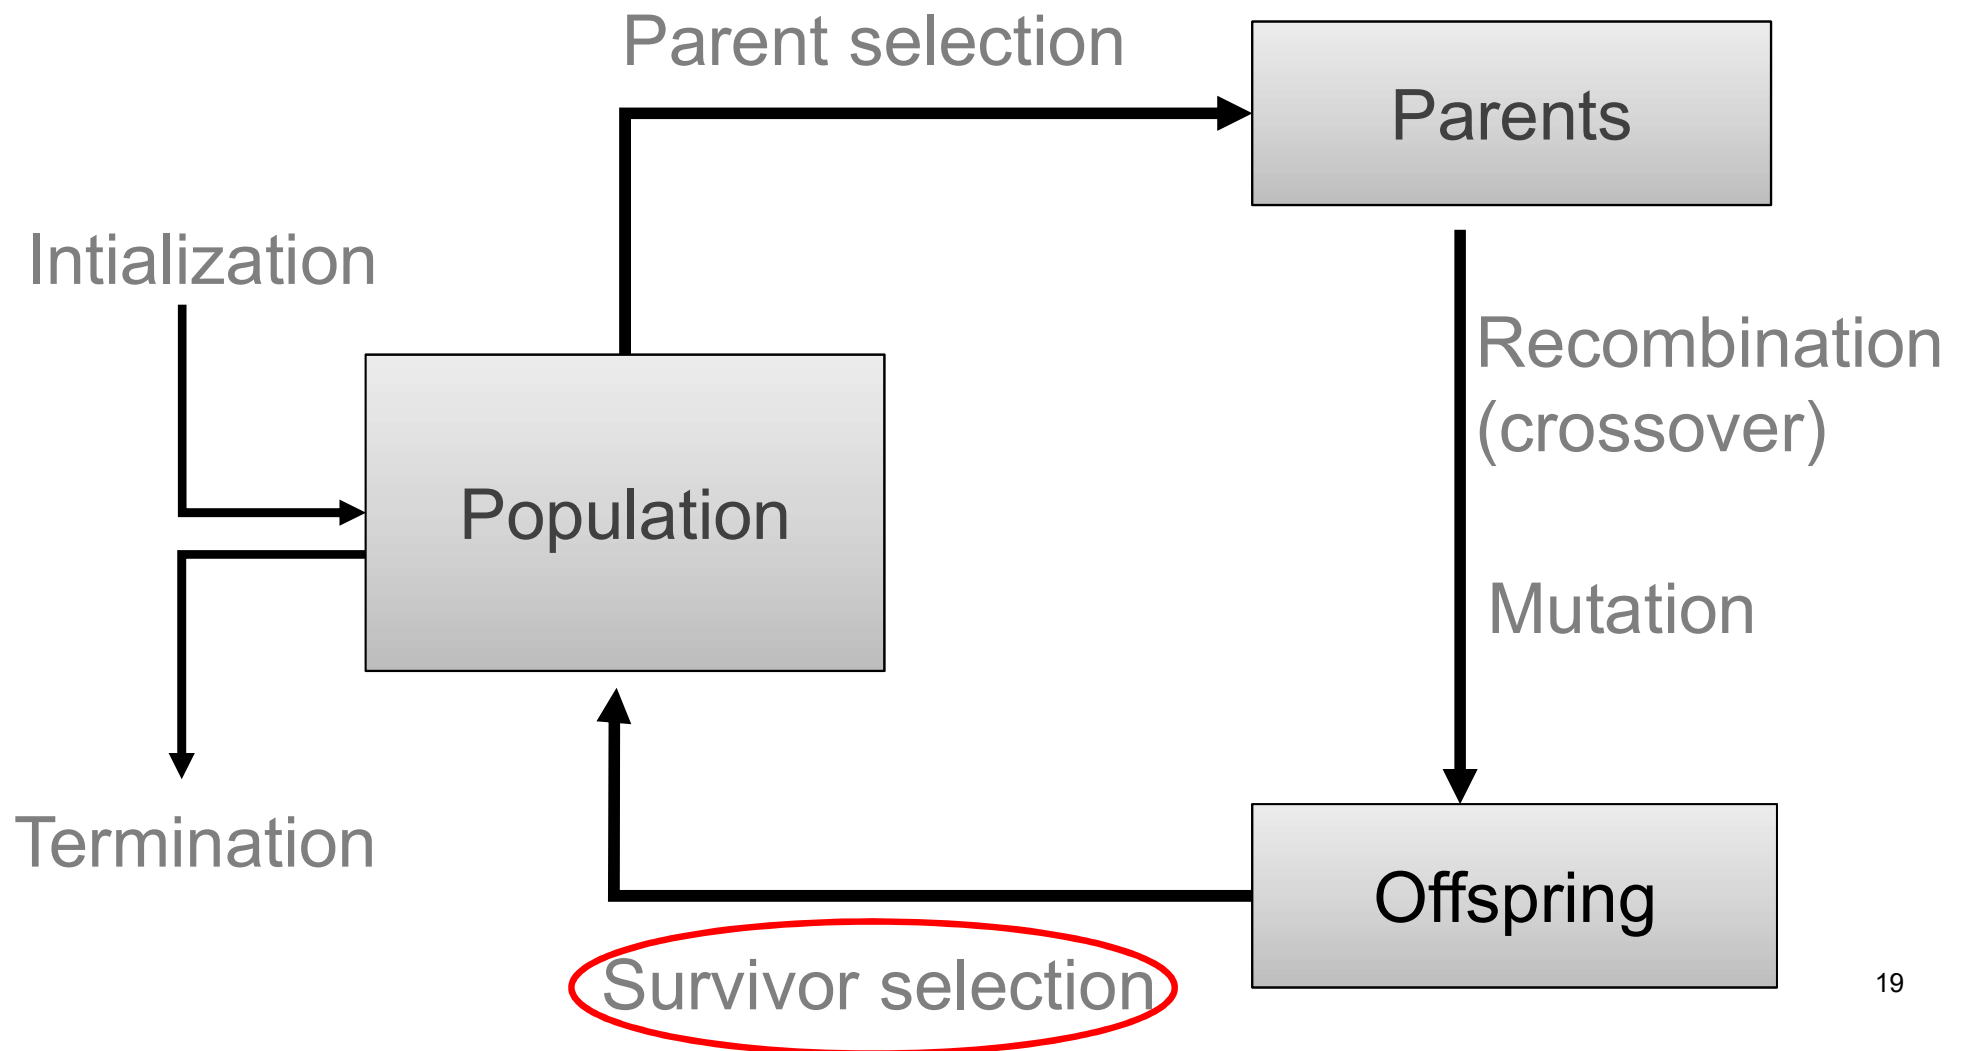 Parent selection
Parents
Intialization
Recombination
(crossover)
Population
Mutation
Termination
Offspring
Survivor selection
19